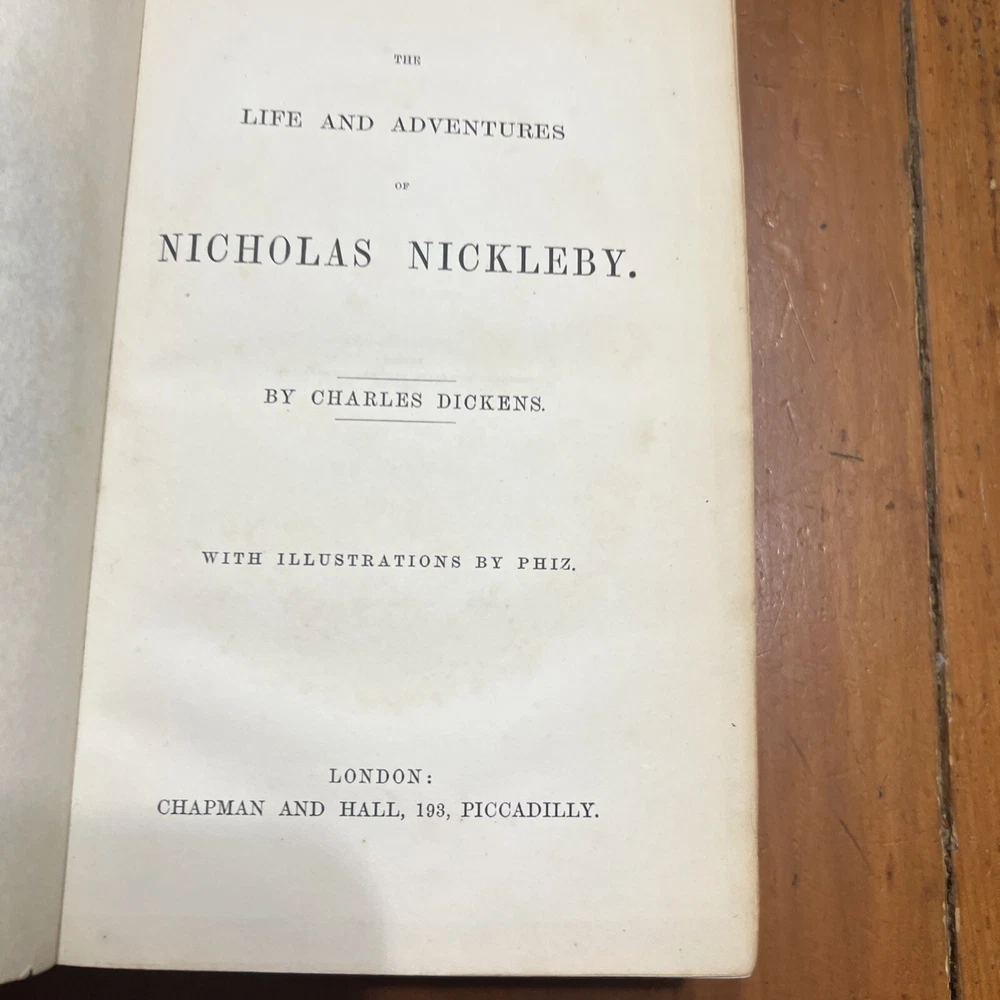 THE
LIFE AND ADVENTURES
OF
NICHOLAS NICKLEBY.
BY CHARLES DICKENS.
WITH ILLUSTRATIONS BY PHIZ.
LONDON:
CHAPMAN AND HALL, 193, PICCADILLY.